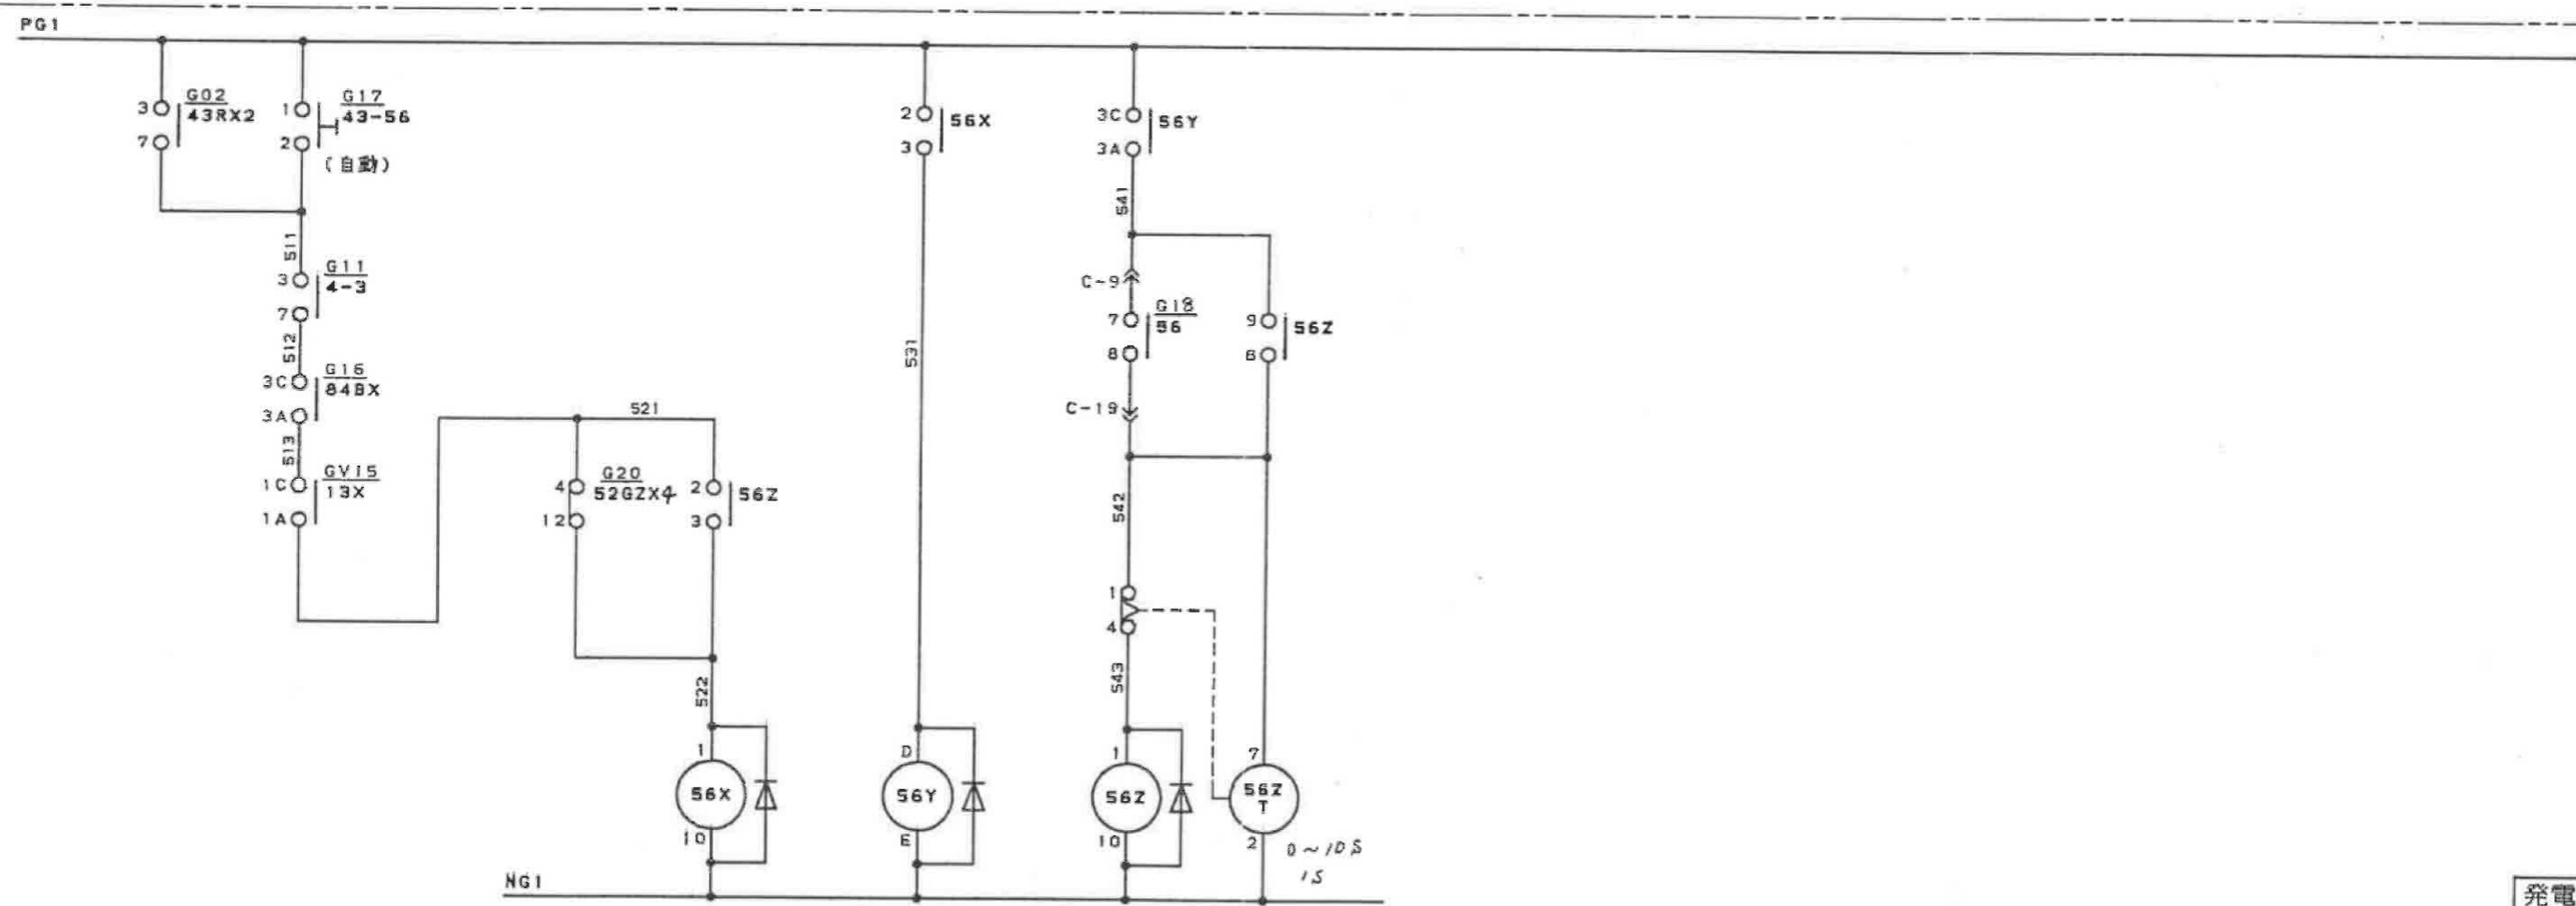 PG1
3 G02
7 43RX2
1 G17
2 43-56
(自動)
511
3 G11
7 4-3
512
3C G16
3A 84BX
513
1C GV15
1A 13X
521
4 G20
12 52GZX4
2 56Z
3
522
1
56X
10
2 56X
3
531
D
56Y
E
3C 56Y
3A
541
C-9
7 G18
8 56
C-19
9 56Z
6
542
1
4
543
1
56Z
10
7
56Z
T
2
0~10S
1S
NG1
発電